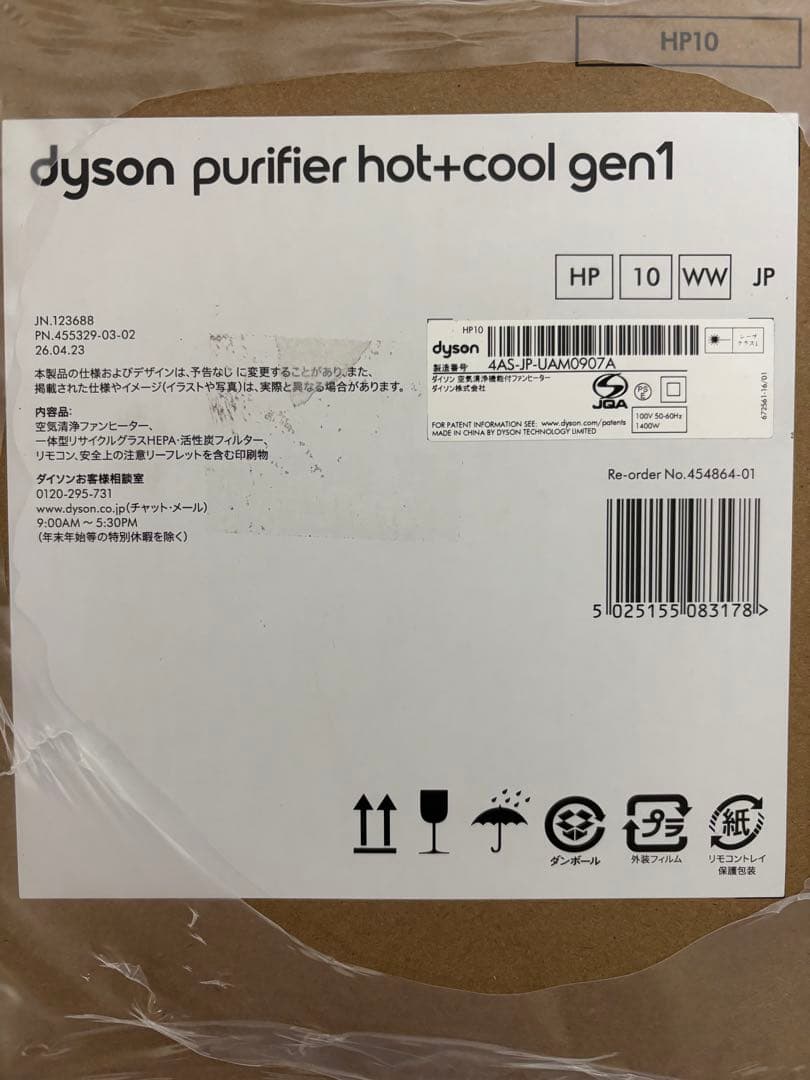 HP10
dyson purifier hot+cool gen1
HP 10 WW JP
JN.123688
PN.455329-03-02
26.04.23
本製品の仕様およびデザインは、予告なしに変更することがあり、また、
掲載された仕様やイメージ(イラストや写真)は、実際と異なる場合があります。
内容品:
空気清浄ファンヒーター、
一体型リサイクルグラスHEPA・活性炭フィルター、
リモコン、安全上の注意リーフレットを含む印刷物
ダイソンお客様相談室
0120-295-731
www.dyson.co.jp(チャット・メール)
9:00AM ~ 5:30PM
(年末年始等の特別休暇を除く)
HP10
dyson
製造番号 4AS-JP-UAM0907A
ダイソン 空気清浄機能付ファンヒーター
ダイソン株式会社
JQA
PS
E
100V 50-60Hz
1400W
FOR PATENT INFORMATION SEE: www.dyson.com/patents
MADE IN CHINA BY DYSON TECHNOLOGY LIMITED
レーザ
クラス1
672561-16/01
Re-order No.454864-01
5 025155 083178 >
ダンボール
プラ
外装フィルム
紙
リモコントレイ
保護包装